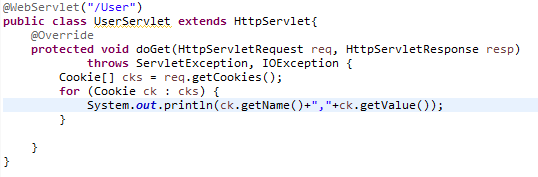 @WebServlet("/User")
public class UserServlet extends HttpServlet{
    @Override
    protected void doGet(HttpServletRequest req, HttpServletResponse resp)
            throws ServletException, IOException {
        Cookie[] cks = req.getCookies();
        for (Cookie ck : cks) {
            System.out.println(ck.getName()+","+ck.getValue());
        }

    }
}